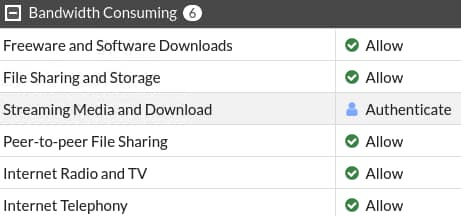 Bandwidth Consuming 6
Freeware and Software Downloads Allow
File Sharing and Storage Allow
Streaming Media and Download Authenticate
Peer-to-peer File Sharing Allow
Internet Radio and TV Allow
Internet Telephony Allow